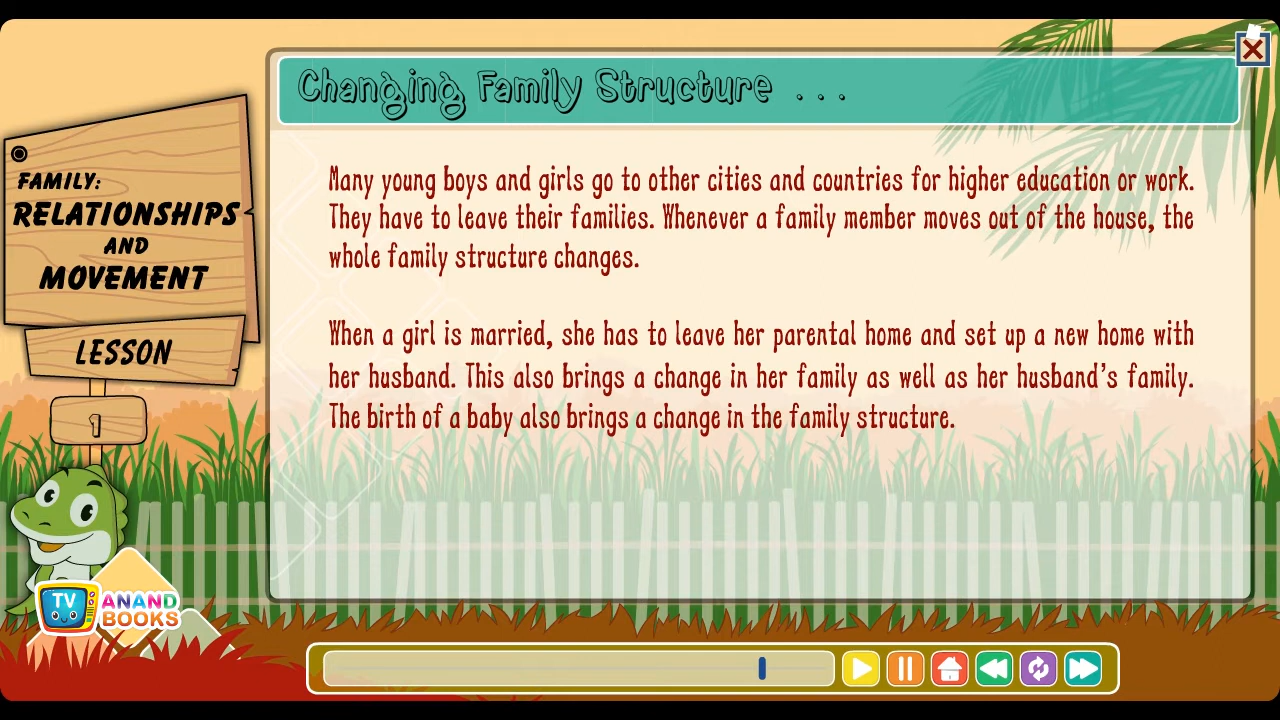 Changing Family Structure ...
FAMILY:
RELATIONSHIPS
AND
MOVEMENT
LESSON
1
Many young boys and girls go to other cities and countries for higher education or work.
They have to leave their families. Whenever a family member moves out of the house, the
whole family structure changes.
When a girl is married, she has to leave her parental home and set up a new home with
her husband. This also brings a change in her family as well as her husband's family.
The birth of a baby also brings a change in the family structure.
TV
ANAND
BOOKS